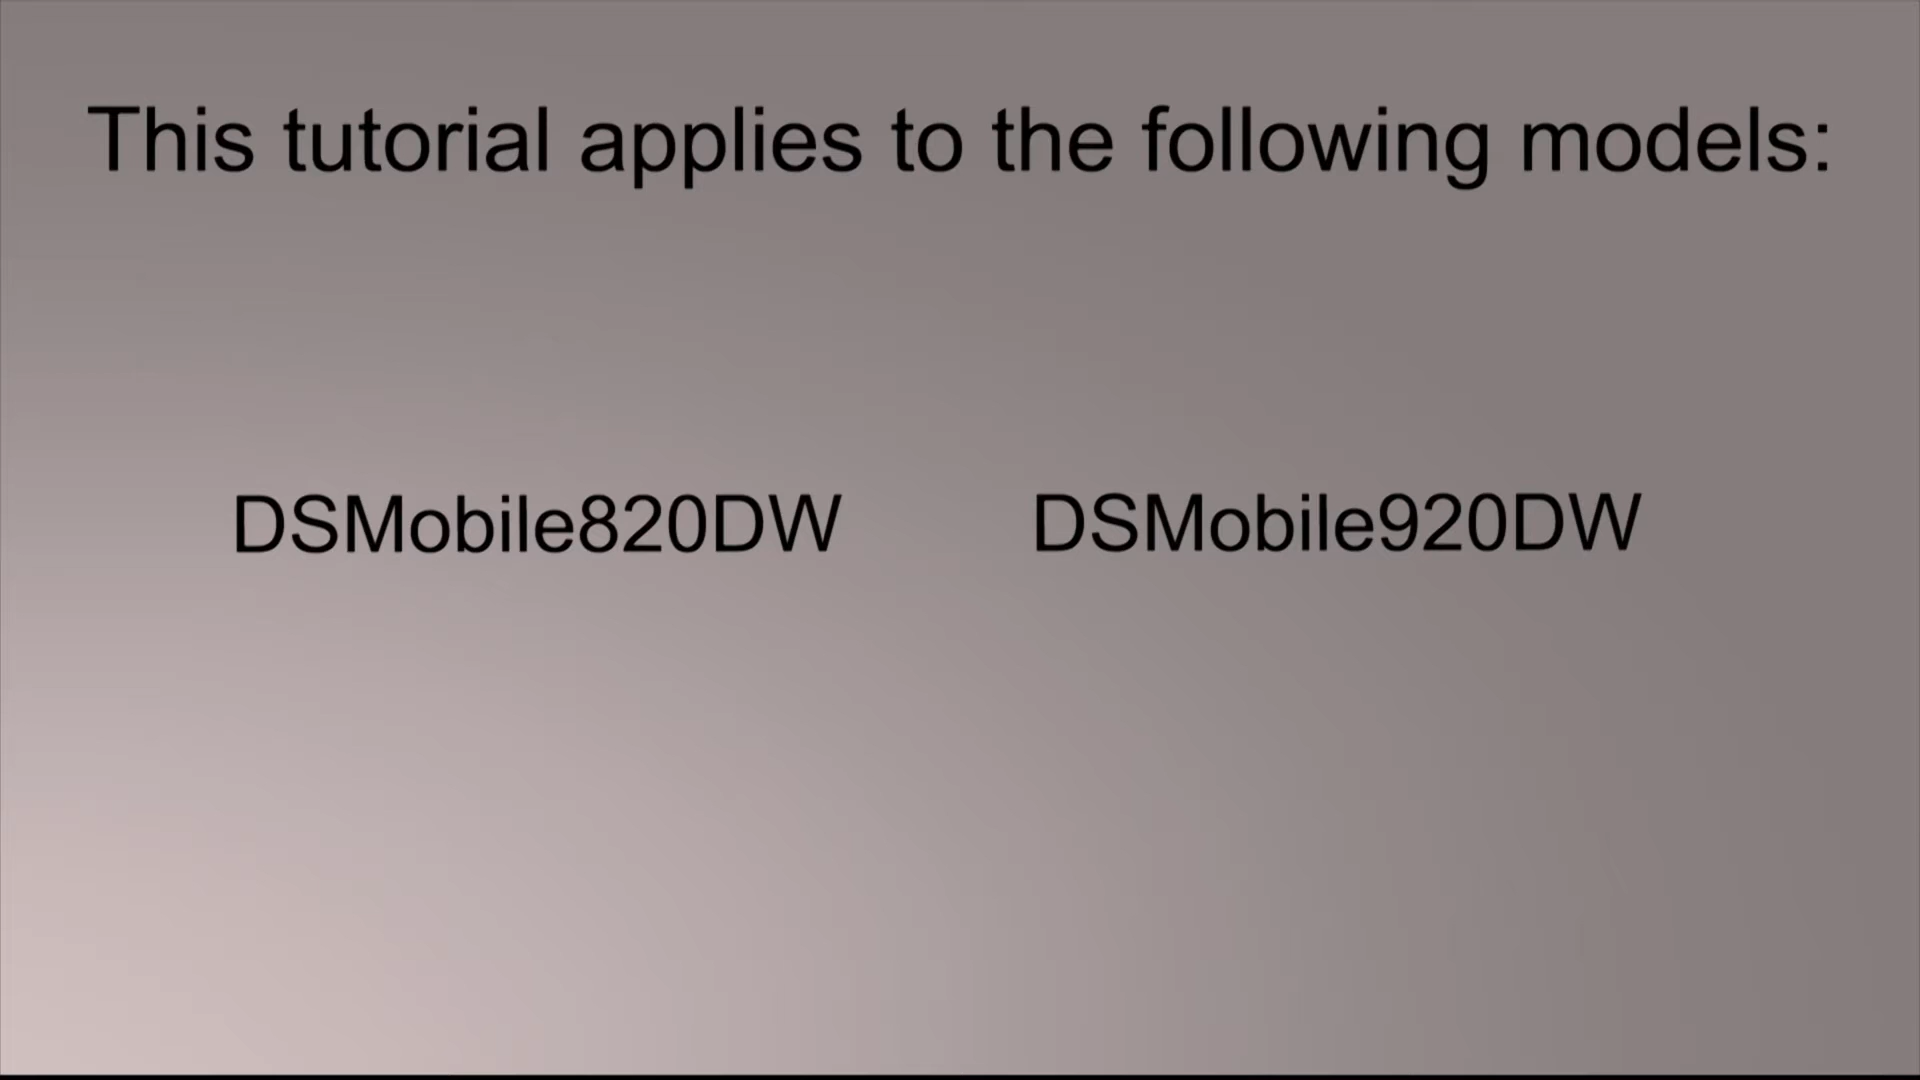 This tutorial applies to the following models:
DSMobile820DW DSMobile920DW